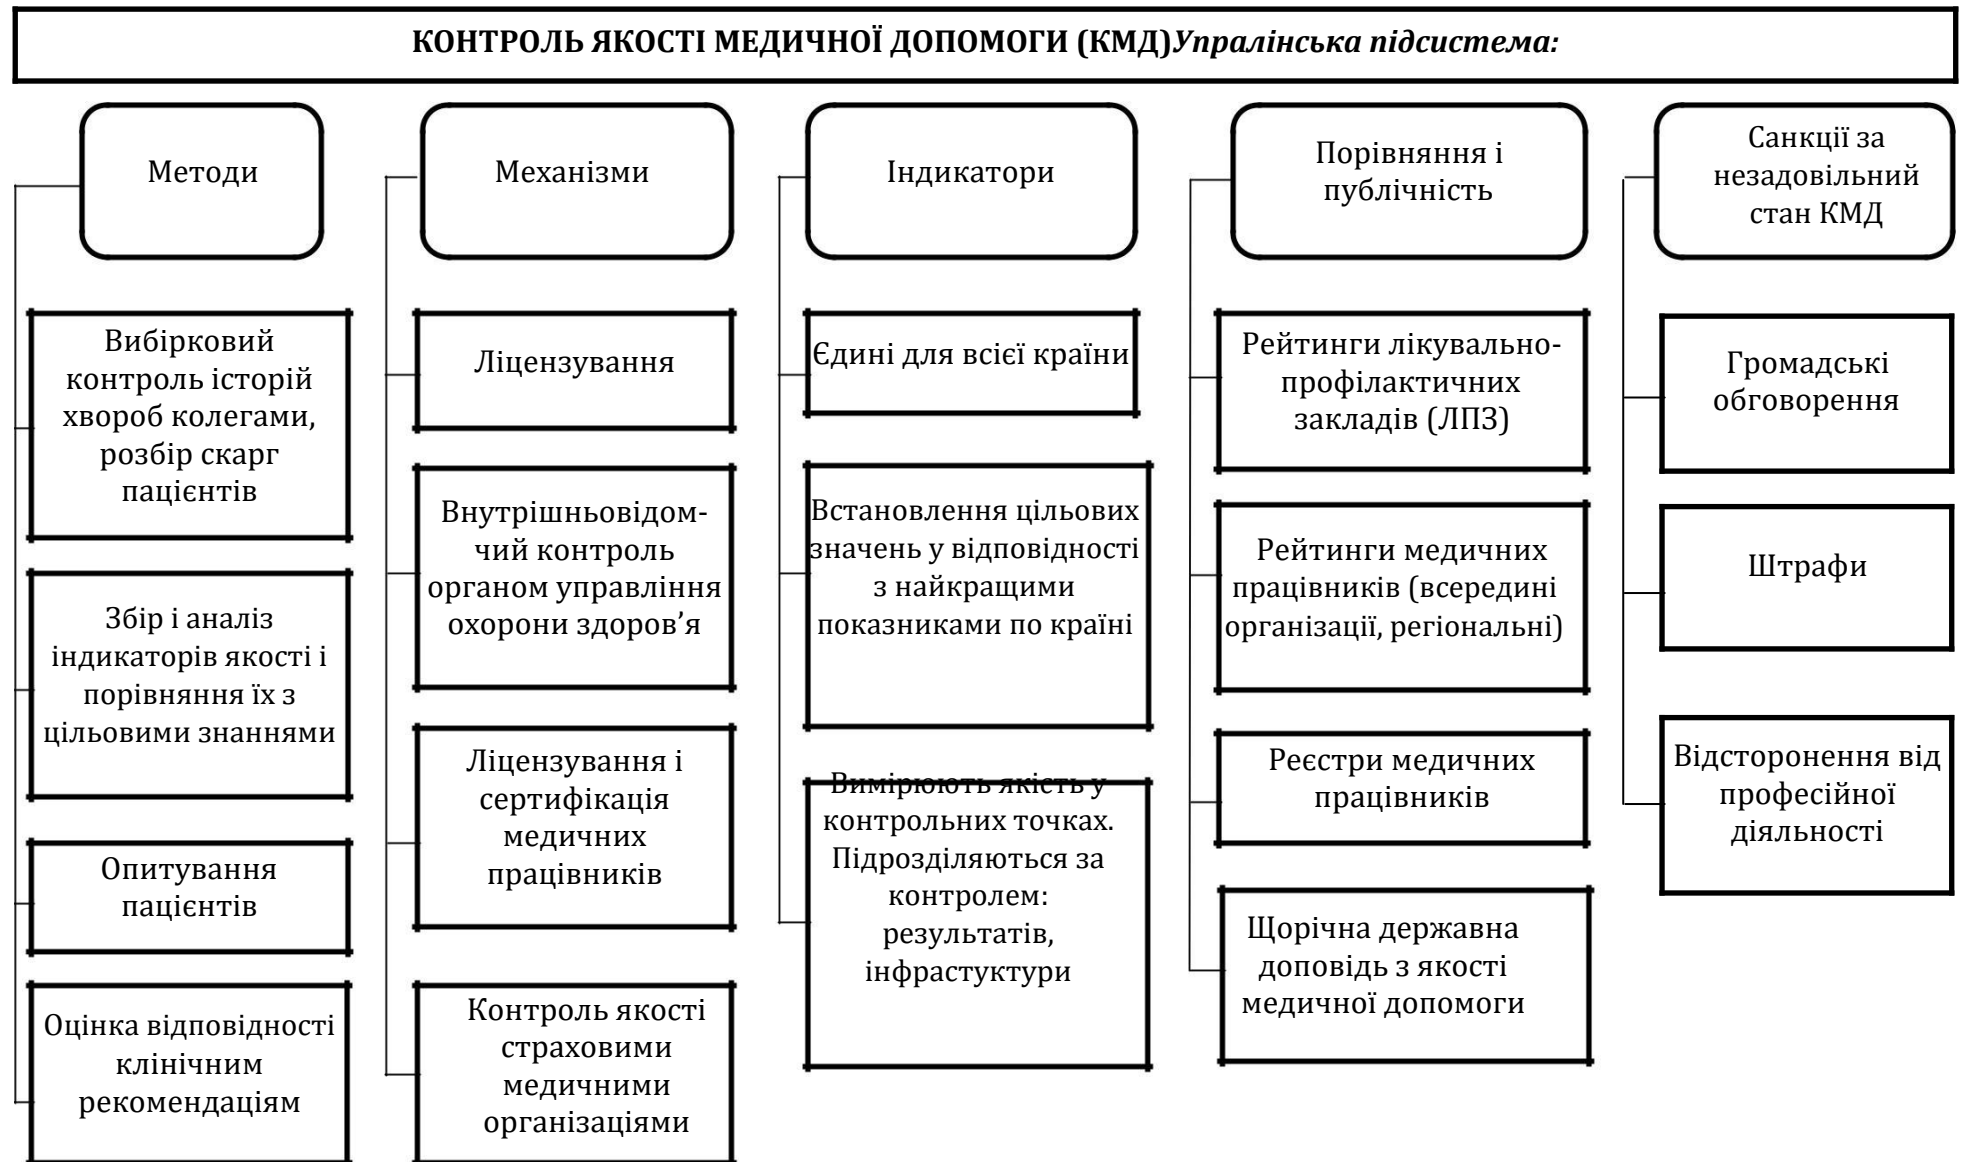 КОНТРОЛЬ ЯКОСТІ МЕДИЧНОЇ ДОПОМОГИ (КМД)Упралінська підсистема:
Методи
Вибірковий
контроль історій
хвороб колегами,
розбір скарг
пацієнтів
Збір і аналіз
індикаторів якості і
порівняння їх з
цільовими знаннями
Опитування
пацієнтів
Оцінка відповідності
клінічним
рекомендаціям
Механізми
Ліцензування
Внутрішньовідом-
чий контроль
органом управління
охорони здоров’я
Ліцензування і
сертифікація
медичних
працівників
Контроль якості
страховими
медичними
організаціями
Індикатори
Єдині для всієї країни
Встановлення цільових
значень у відповідності
з найкращими
показниками по країні
Вимірюють якість у
контрольних точках.
Підрозділяються за
контролем:
результатів,
інфрастуктури
Порівняння і
публічність
Рейтинги лікувально-
профілактичних
закладів (ЛПЗ)
Рейтинги медичних
працівників (всередині
організації, регіональні)
Реєстри медичних
працівників
Щорічна державна
доповідь з якості
медичної допомоги
Санкції за
незадовільний
стан КМД
Громадські
обговорення
Штрафи
Відсторонення від
професійної
діяльності